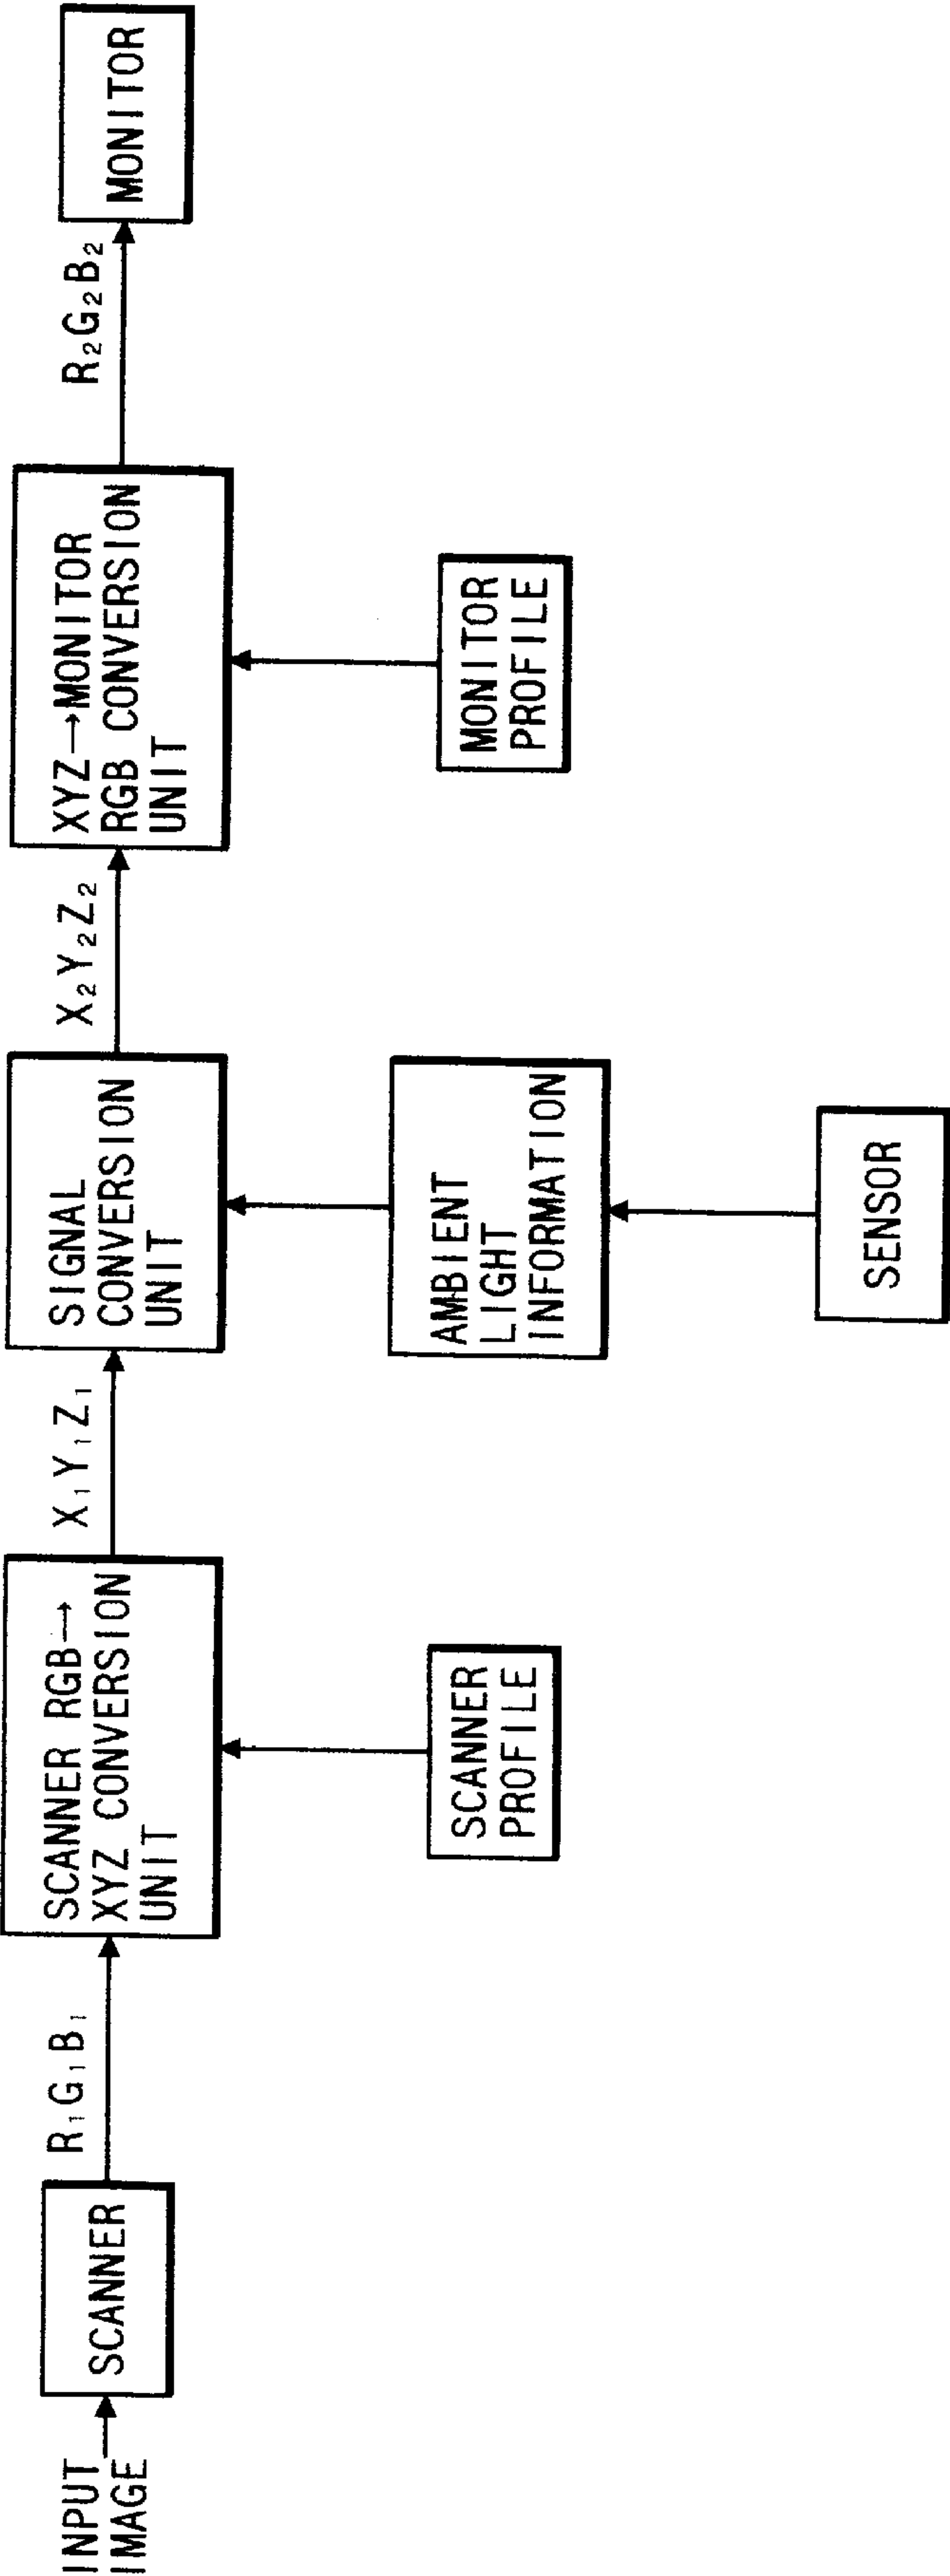 INPUT
IMAGE
SCANNER
R₁G₁B₁
SCANNER RGB→
XYZ CONVERSION
UNIT
SCANNER
PROFILE
X₁Y₁Z₁
SIGNAL
CONVERSION
UNIT
AMBIENT
LIGHT
INFORMATION
SENSOR
X₂Y₂Z₂
XYZ→MONITOR
RGB CONVERSION
UNIT
MONITOR
PROFILE
R₂G₂B₂
MONITOR